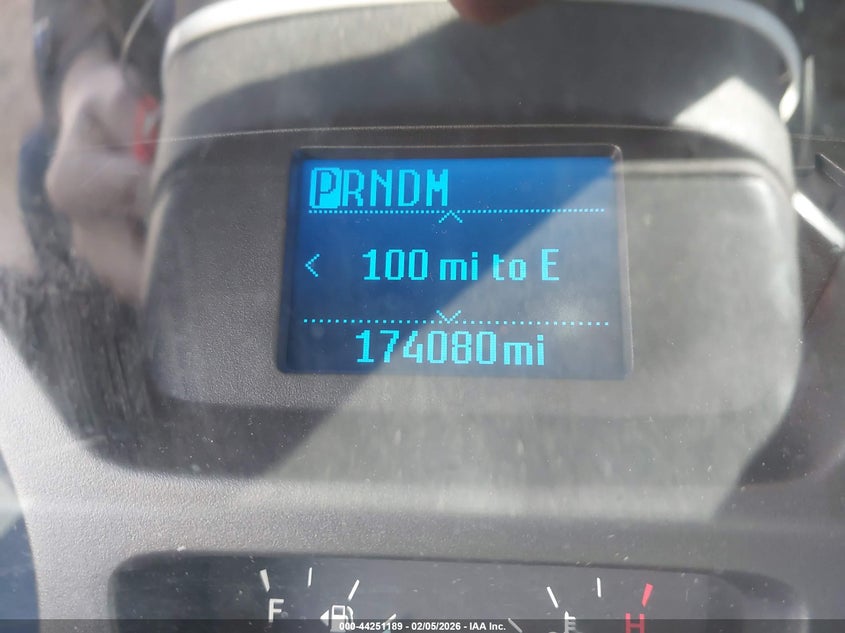 PRNDM
< 100 mi to E
174080mi
F H
000-44251189 - 02/05/2026 - IAA Inc.